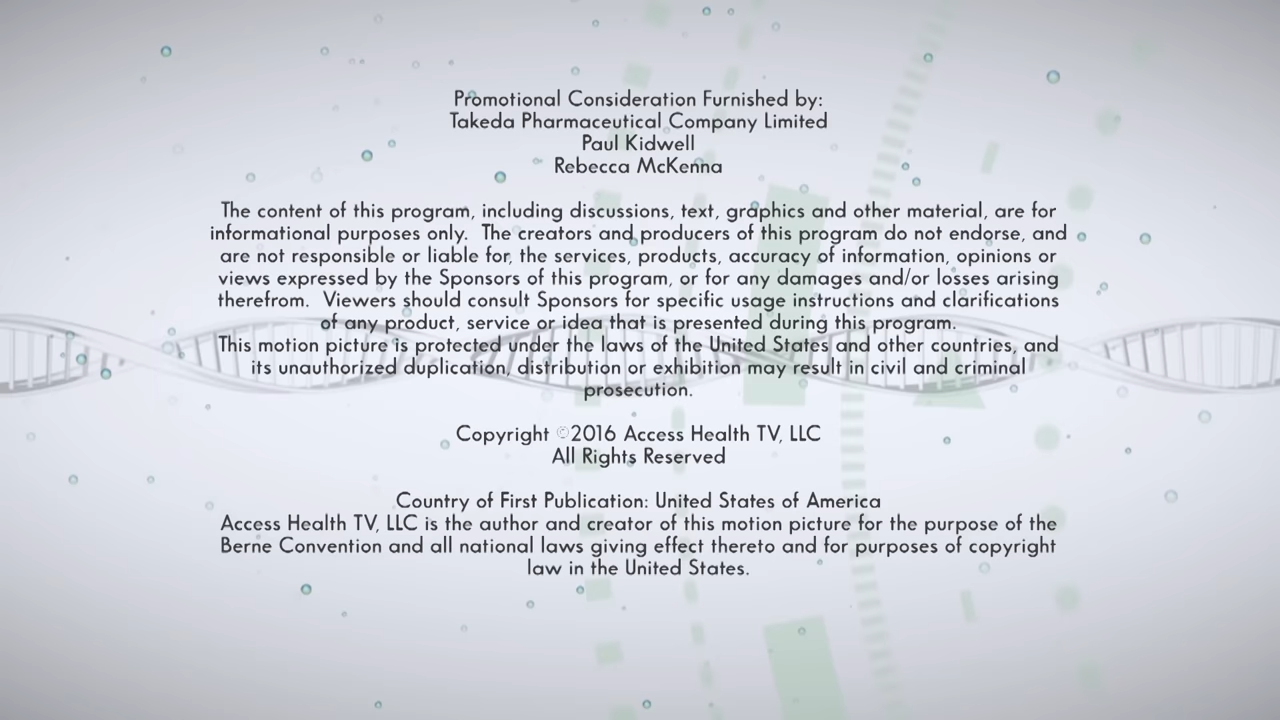 Promotional Consideration Furnished by:
Takeda Pharmaceutical Company Limited
Paul Kidwell
Rebecca McKenna
The content of this program, including discussions, text, graphics and other material, are for
informational purposes only. The creators and producers of this program do not endorse, and
are not responsible or liable for, the services, products, accuracy of information, opinions or
views expressed by the Sponsors of this program, or for any damages and/or losses arising
therefrom. Viewers should consult Sponsors for specific usage instructions and clarifications
of any product, service or idea that is presented during this program.
This motion picture is protected under the laws of the United States and other countries, and
its unauthorized duplication, distribution or exhibition may result in civil and criminal
prosecution.
Copyright ©2016 Access Health TV, LLC
All Rights Reserved
Country of First Publication: United States of America
Access Health TV, LLC is the author and creator of this motion picture for the purpose of the
Berne Convention and all national laws giving effect thereto and for purposes of copyright
law in the United States.